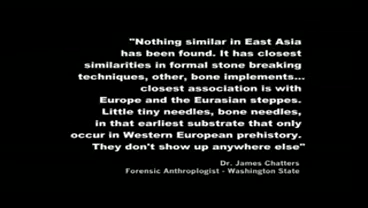 "Nothing similar in East Asia
has been found. It has closest
similarities in formal stone breaking
techniques, other, bone implements...
closest association is with
Europe and the Eurasian steppes.
Little tiny needles, bone needles,
in that earliest substrate that only
occur in Western European prehistory.
They don't show up anywhere else"
Dr. James Chatters
Forensic Anthroplogist - Washington State